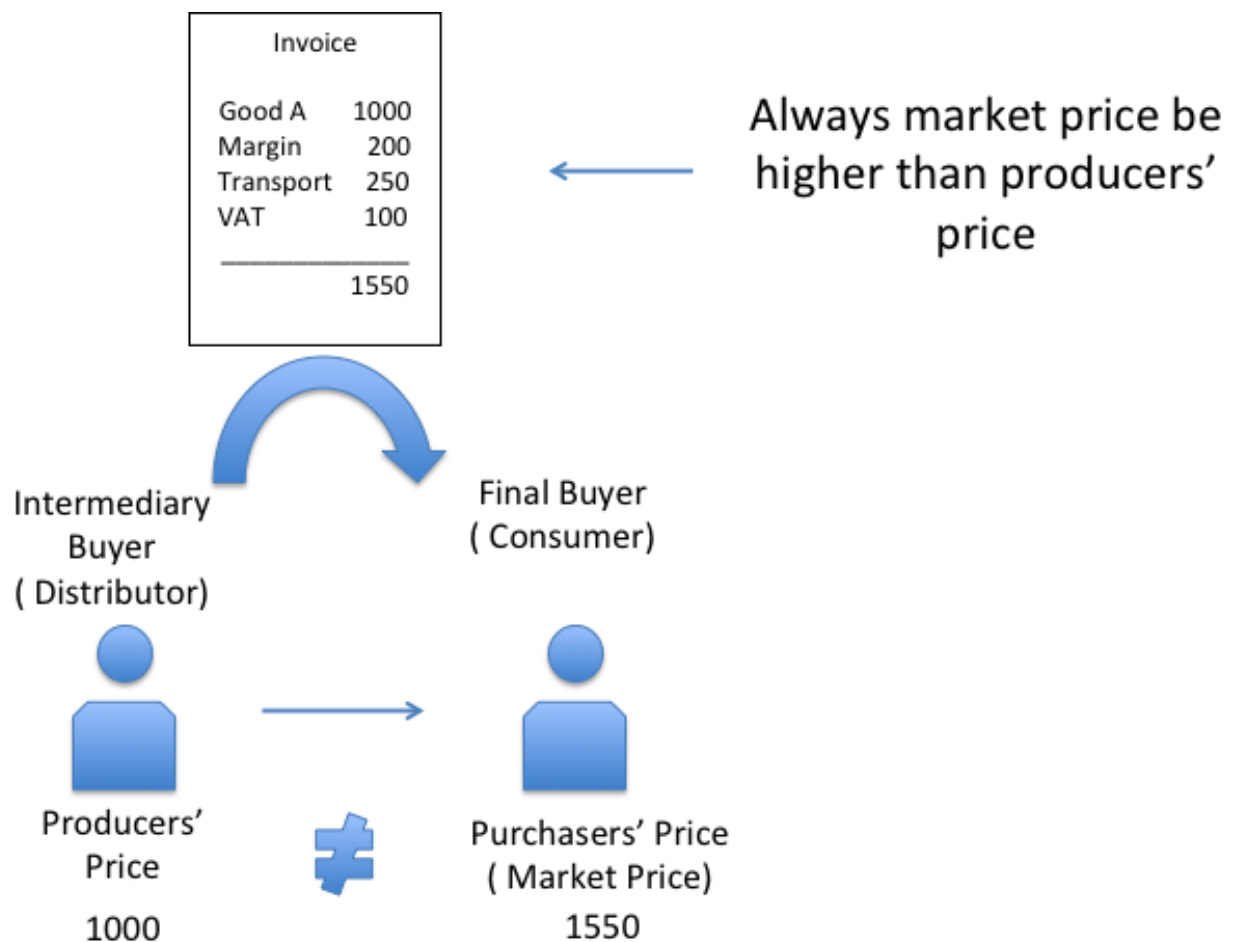 Invoice
Good A 1000
Margin 200
Transport 250
VAT 100
_____________
1550
Always market price be
higher than producers’
price
Intermediary
Buyer
( Distributor)
Final Buyer
( Consumer)
Producers’
Price
1000
≠
Purchasers’ Price
( Market Price)
1550